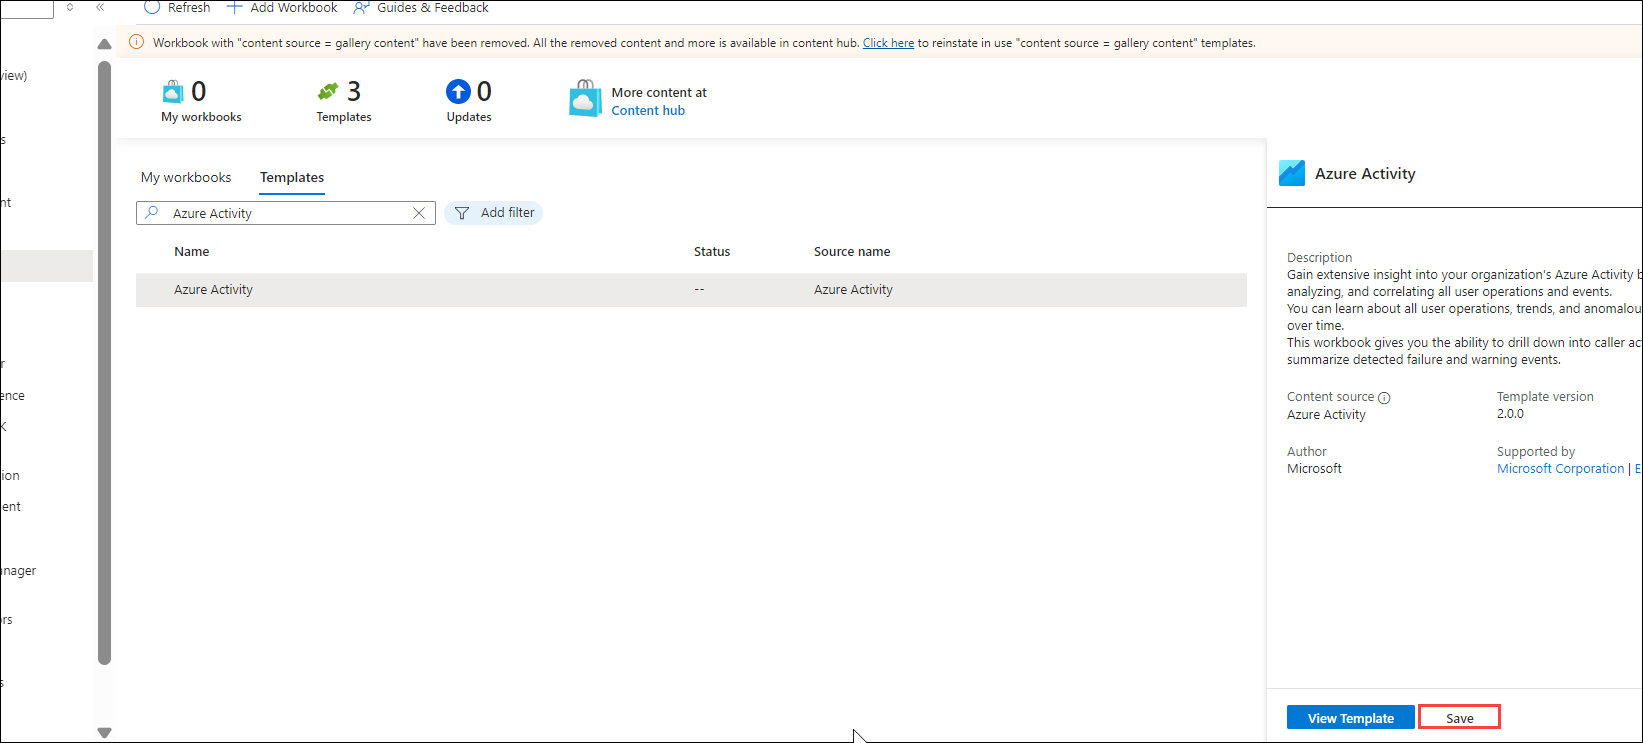 Refresh
Add Workbook
Guides & Feedback
Workbook with "content source = gallery content" have been removed. All the removed content and more is available in content hub. Click here to reinstate in use "content source = gallery content" templates.
view)
s
nt
r
ence
K
ion
ent
anager
ors
s
0
My workbooks
3
Templates
0
Updates
More content at
Content hub
My workbooks
Templates
Azure Activity
Add filter
Name Status Source name
Azure Activity -- Azure Activity
Azure Activity
Description
Gain extensive insight into your organization's Azure Activity b
analyzing, and correlating all user operations and events.
You can learn about all user operations, trends, and anomalou
over time.
This workbook gives you the ability to drill down into caller ac
summarize detected failure and warning events.
Content source
Azure Activity
Template version
2.0.0
Author
Microsoft
Supported by
Microsoft Corporation | E
View Template
Save